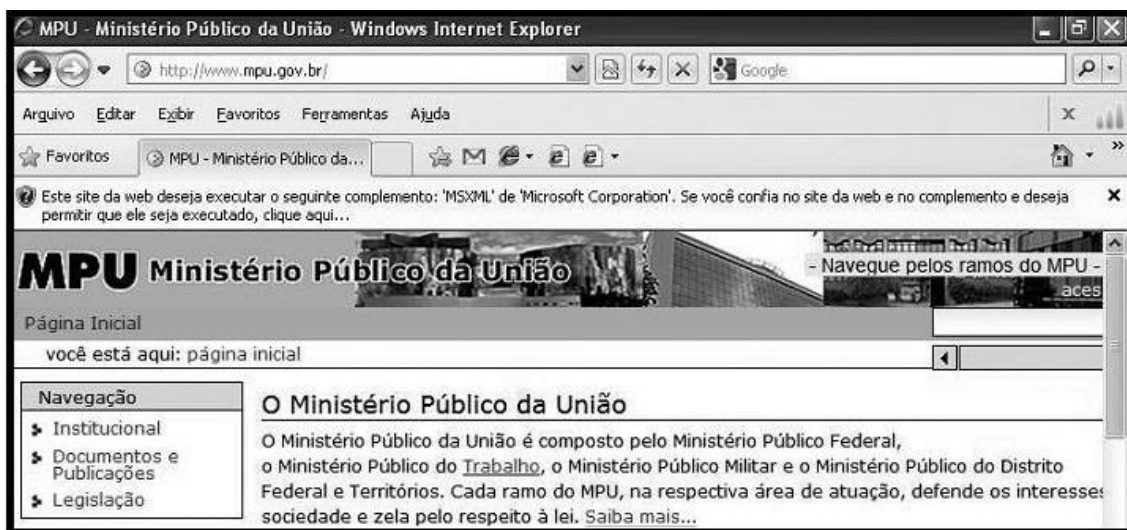 MPU - Ministério Público da União - Windows Internet Explorer
http://www.mpu.gov.br/
Google
Arquivo Editar Exibir Favoritos Ferramentas Ajuda
Favoritos
MPU - Ministério Público da...
Este site da web deseja executar o seguinte complemento: 'MSXML' de 'Microsoft Corporation'. Se você confia no site da web e no complemento e deseja
permitir que ele seja executado, clique aqui...
MPU Ministério Público da União
- Navegue pelos ramos do MPU -
aces
Página Inicial
você está aqui: página inicial
Navegação
Institucional
Documentos e
Publicações
Legislação
O Ministério Público da União
O Ministério Público da União é composto pelo Ministério Público Federal,
o Ministério Público do Trabalho, o Ministério Público Militar e o Ministério Público do Distrito
Federal e Territórios. Cada ramo do MPU, na respectiva área de atuação, defende os interesses
sociedade e zela pelo respeito à lei. Saiba mais...